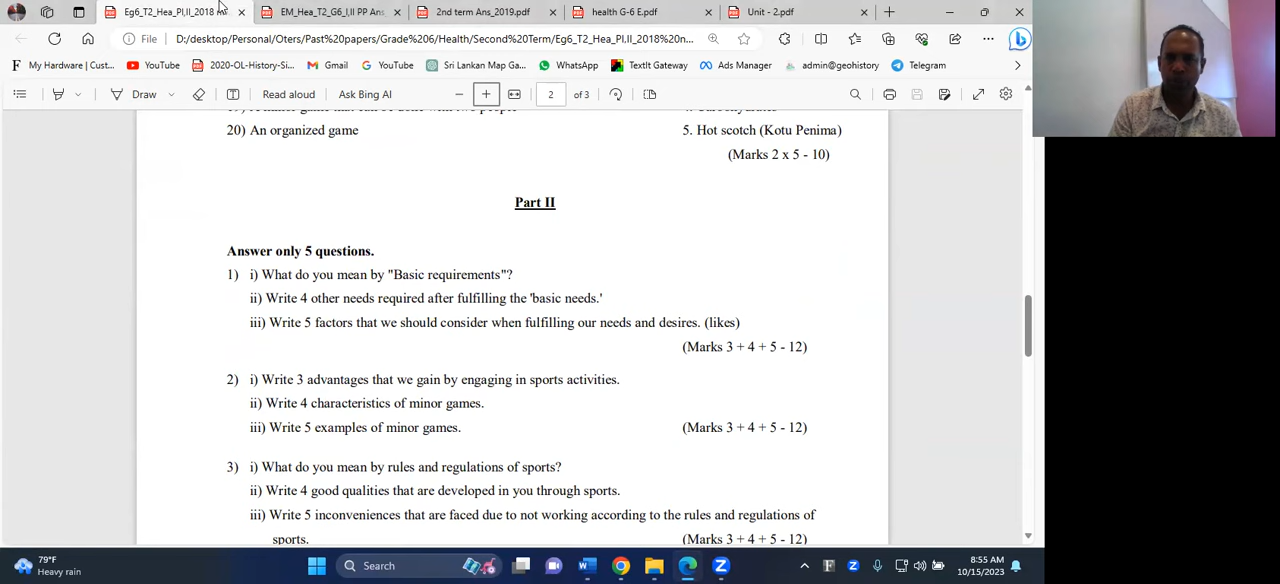 Eg6_T2_Hea_PI,II_2018
EM_Hea_T2_G6_I,II PP Ans
2nd term Ans_2019.pdf
health G-6 E.pdf
Unit - 2.pdf
File
D:/desktop/Personal/Oters/Past%20papers/Grade%206/Health/Second%20Term/Eg6_T2_Hea_PI,II_2018%20n...
My Hardware | Cust...
YouTube
2020-OL-History-Si...
Gmail
YouTube
Sri Lankan Map Ga...
WhatsApp
TextIt Gateway
Ads Manager
admin@geohistory
Telegram
Draw
Read aloud
Ask Bing AI
2 of 3
20) An organized game
5. Hot scotch (Kotu Penima)
(Marks 2 x 5 - 10)
Part II
Answer only 5 questions.
1) i) What do you mean by "Basic requirements"?
ii) Write 4 other needs required after fulfilling the 'basic needs.'
iii) Write 5 factors that we should consider when fulfilling our needs and desires. (likes)
(Marks 3 + 4 + 5 - 12)
2) i) Write 3 advantages that we gain by engaging in sports activities.
ii) Write 4 characteristics of minor games.
iii) Write 5 examples of minor games.
(Marks 3 + 4 + 5 - 12)
3) i) What do you mean by rules and regulations of sports?
ii) Write 4 good qualities that are developed in you through sports.
iii) Write 5 inconveniences that are faced due to not working according to the rules and regulations of
sports.
(Marks 3 + 4 + 5 - 12)
79°F
Heavy rain
Search
8:55 AM
10/15/2023